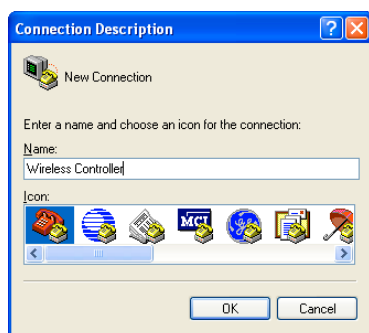 Connection Description
New Connection
Enter a name and choose an icon for the connection:
Name:
Wireless Controller
Icon:
MCI
OK Cancel